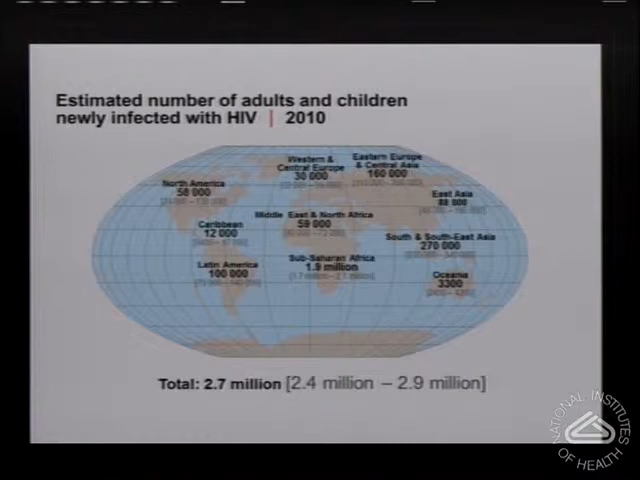 Estimated number of adults and children
newly infected with HIV | 2010
Western &
Central Europe
30 000
Eastern Europe
& Central Asia
160 000
North America
58 000
East Asia
88 000
Middle East & North Africa
59 000
Caribbean
12 000
South & South-East Asia
270 000
Sub-Saharan Africa
1.9 million
Latin America
100 000
Oceania
3300
Total: 2.7 million [2.4 million – 2.9 million]
NATIONAL INSTITUTES
OF HEALTH